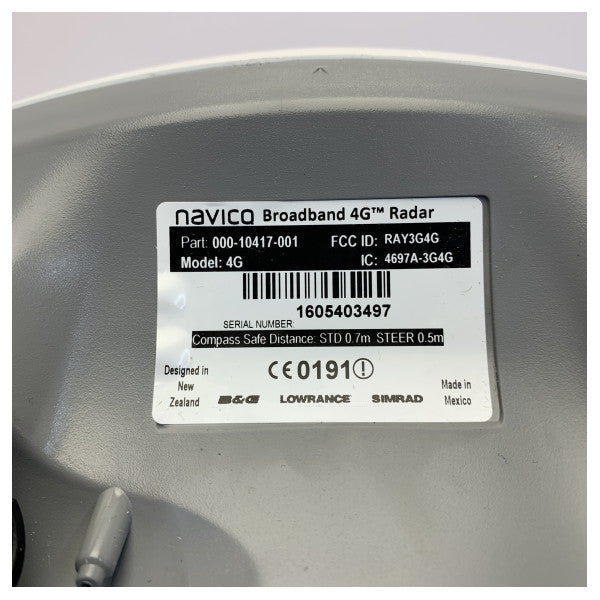 navico Broadband 4G™ Radar
Part: 000-10417-001 FCC ID: RAY3G4G
Model: 4G IC: 4697A-3G4G
1605403497
SERIAL NUMBER:
Compass Safe Distance: STD 0.7m STEER 0.5m
Designed in New Zealand
CE0191
Made in Mexico
B&G LOWRANCE SIMRAD